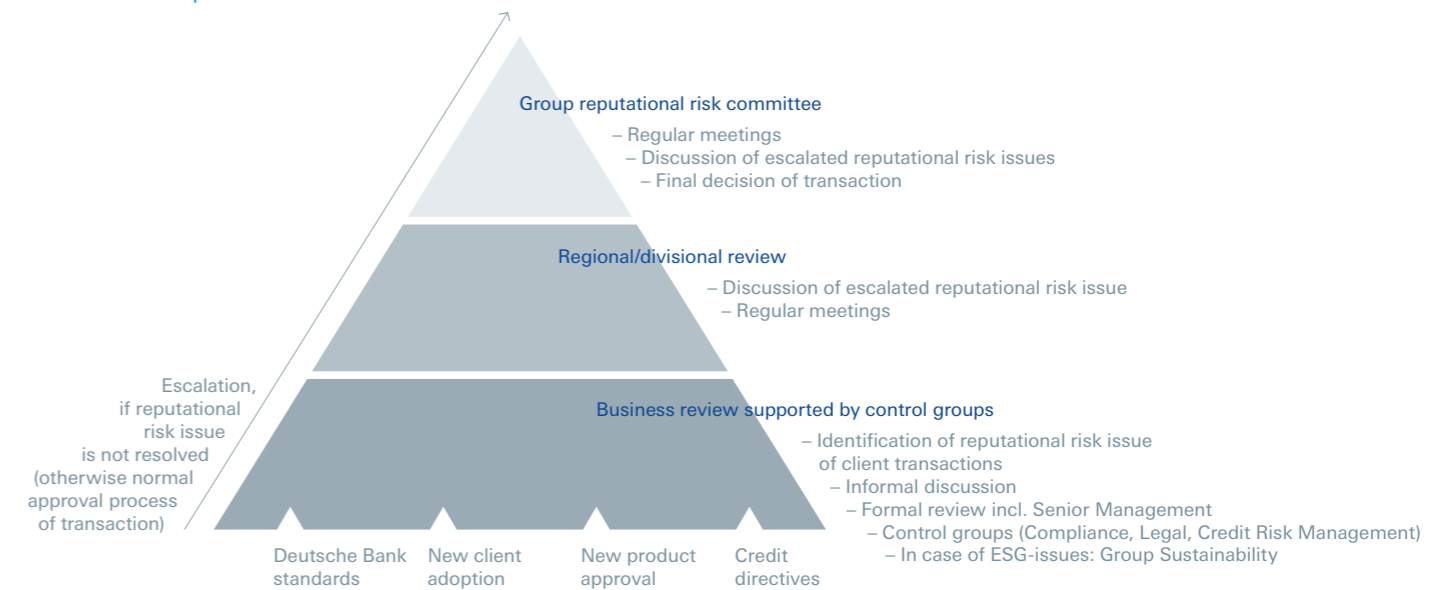 Group reputational risk committee
– Regular meetings
– Discussion of escalated reputational risk issues
– Final decision of transaction
Regional/divisional review
– Discussion of escalated reputational risk issue
– Regular meetings
Escalation,
if reputational
risk issue
is not resolved
(otherwise normal
approval process
of transaction)
Business review supported by control groups
– Identification of reputational risk issue
of client transactions
– Informal discussion
– Formal review incl. Senior Management
– Control groups (Compliance, Legal, Credit Risk Management)
– In case of ESG-issues: Group Sustainability
Deutsche Bank
standards
New client
adoption
New product
approval
Credit
directives